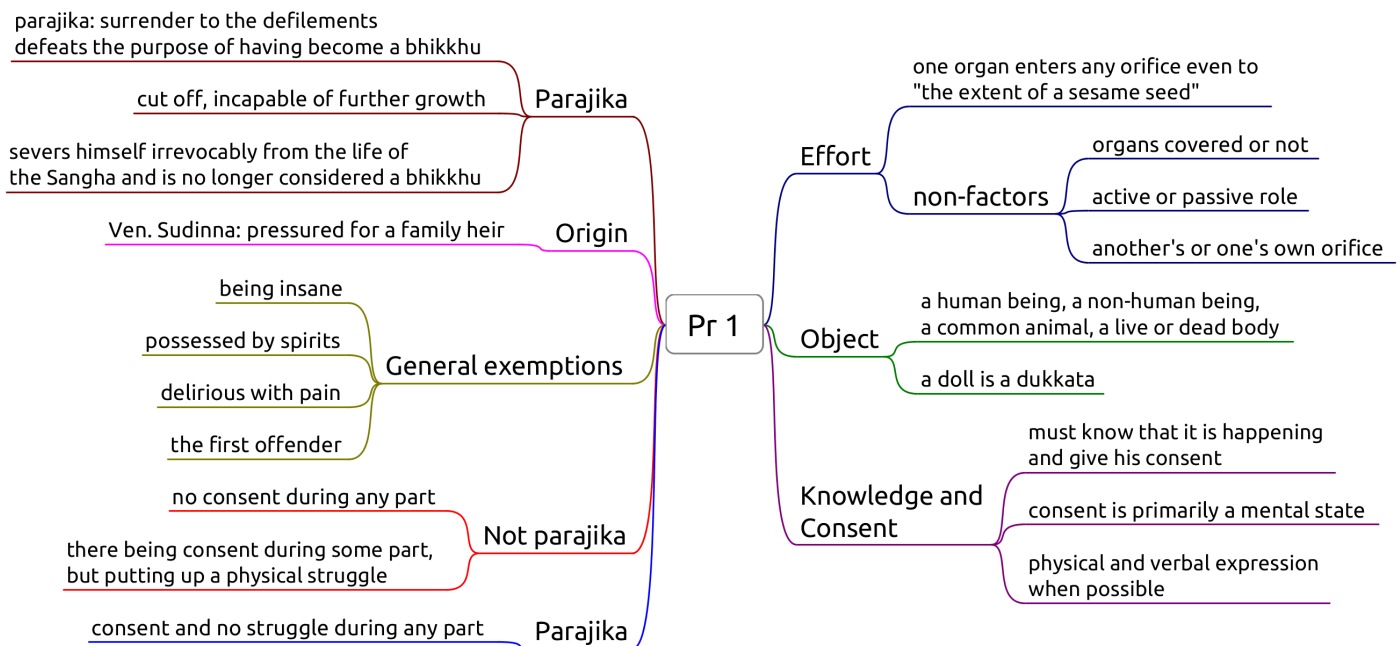 parajika: surrender to the defilements
defeats the purpose of having become a bhikkhu
cut off, incapable of further growth
severs himself irrevocably from the life of
the Sangha and is no longer considered a bhikkhu
Parajika
Ven. Sudinna: pressured for a family heir
Origin
being insane
possessed by spirits
delirious with pain
the first offender
General exemptions
no consent during any part
there being consent during some part,
but putting up a physical struggle
Not parajika
consent and no struggle during any part
Parajika
Pr 1
Effort
one organ enters any orifice even to
"the extent of a sesame seed"
non-factors
organs covered or not
active or passive role
another's or one's own orifice
Object
a human being, a non-human being,
a common animal, a live or dead body
a doll is a dukkata
Knowledge and
Consent
must know that it is happening
and give his consent
consent is primarily a mental state
physical and verbal expression
when possible